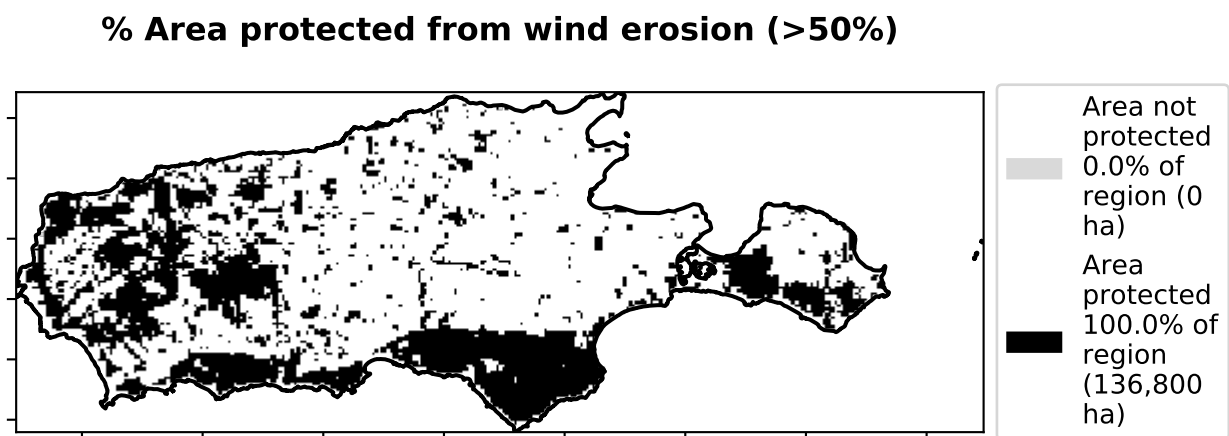 % Area protected from wind erosion (>50%)
Area not
protected
0.0% of
region (0
ha)
Area
protected
100.0% of
region
(136,800
ha)